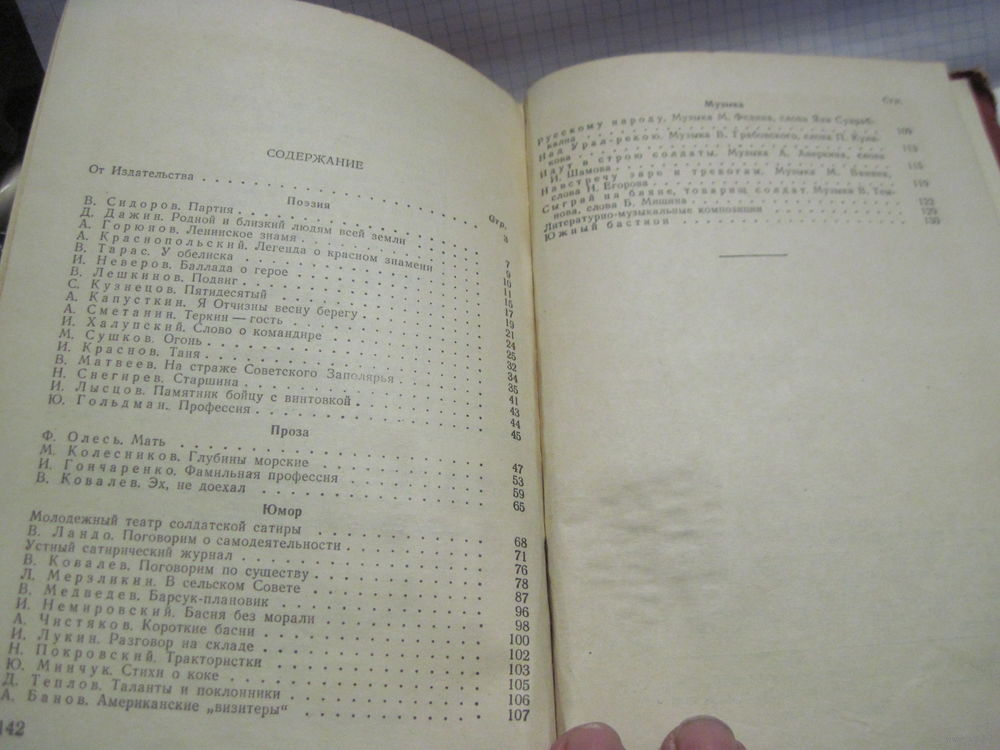 СОДЕРЖАНИЕ
Стр.
От Издательства . . . . . . . . . . 3
Поэзия
В. Сидоров. Партия . . . . . . . . . . 7
Д. Дажин. Родной и близкий людям всей земли . . . 9
А. Горюнов. Ленинское знамя . . . . . . . . . . 10
А. Краснопольский. Легенда о красном знамени . . . 11
В. Тарас. У обелиска . . . . . . . . . . 15
И. Неверов. Баллада о герое . . . . . . . . . . 17
В. Лешкинов. Подвиг . . . . . . . . . . 19
С. Кузнецов. Пятидесятый . . . . . . . . . . 21
А. Капусткин. Я Отчизны весну берегу . . . . . . 24
А. Сметанин. Теркин — гость . . . . . . . . . . 25
И. Халупский. Слово о командире . . . . . . . . 32
М. Сушков. Огонь . . . . . . . . . . 34
И. Краснов. Таня . . . . . . . . . . 35
В. Матвеев. На страже Советского Заполярья . . . . 41
Н. Снегирев. Старшина . . . . . . . . . . 43
И. Лысцов. Памятник бойцу с винтовкой . . . . . . 44
Ю. Гольдман. Профессия . . . . . . . . . . 45
Проза
Ф. Олесь. Мать . . . . . . . . . . 47
М. Колесников. Глубины морские . . . . . . . . 53
И. Гончаренко. Фамильная профессия . . . . . . . 59
В. Ковалев. Эх, не доехал . . . . . . . . . . 65
Юмор
Молодежный театр солдатской сатиры . . . . . . . 68
В. Ландо. Поговорим о самодеятельности . . . . . . 71
Устный сатирический журнал . . . . . . . . . . 76
В. Ковалев. Поговорим по существу . . . . . . . . 78
Л. Мерзликин. В сельском Совете . . . . . . . . 87
В. Медведев. Барсук-плановик . . . . . . . . . . 96
И. Немировский. Басня без морали . . . . . . . . 98
А. Чистяков. Короткие басни . . . . . . . . . . 100
И. Лукин. Разговор на складе . . . . . . . . . . 102
Н. Покровский. Трактористки . . . . . . . . . . 103
Ю. Минчук. Стихи о коке . . . . . . . . . . 105
Д. Теплов. Таланты и поклонники . . . . . . . . 106
А. Банов. Американские „визитеры“ . . . . . . . . 107
142
Музыка
Стр.
Русскому народу. Музыка М. слова Яна
109
Над Урал-рекою. Музыка В. Грабовского, слова П. Кули-
кова . . . . . . . . . . 113
Идут в строю солдаты. Музыка А. Аверкина, слова
И. Шамова . . . . . . . . . . 115
Навстречу заре и тревогам. Музыка М.
слова Н. Егорова . . . . . . . . . . 119
Сыграй на баяне, товарищ солдат. Музыка В. Тем-
нова, слова Б. Мишина . . . . . . . . . . 122
Литературно-музыкальные композиции . . . . . . .
Южный бастион . . . . . . . . . .